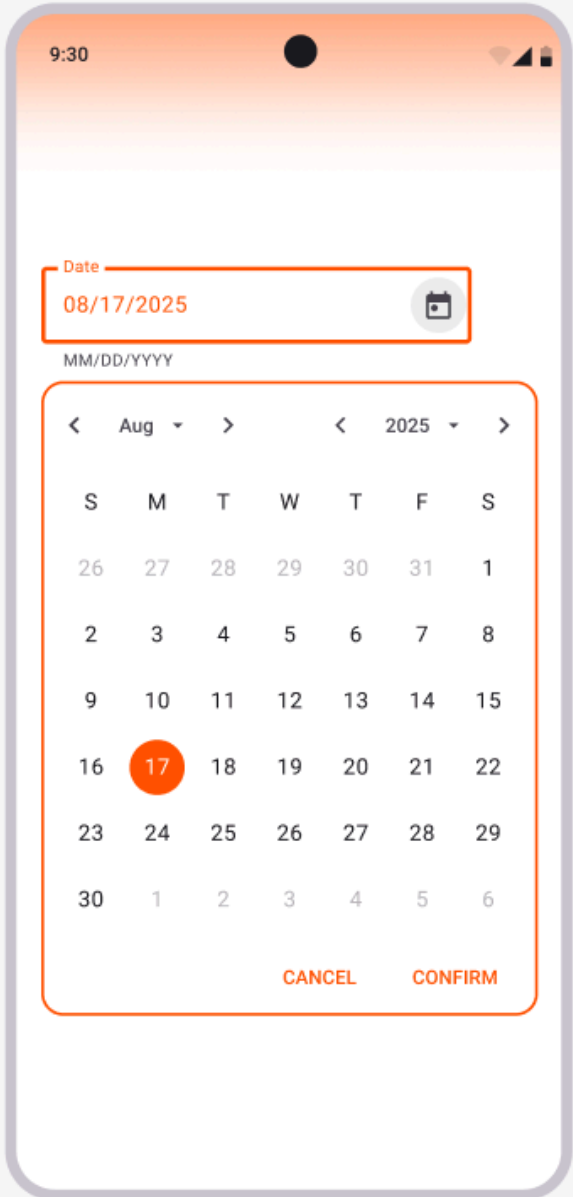 9:30
Date
08/17/2025
MM/DD/YYYY
Aug 2025
S M T W T F S
26 27 28 29 30 31 1
2 3 4 5 6 7 8
9 10 11 12 13 14 15
16 17 18 19 20 21 22
23 24 25 26 27 28 29
30 1 2 3 4 5 6
CANCEL CONFIRM